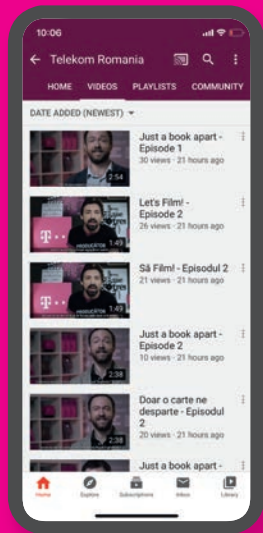 10:06
Telekom Romania
HOME VIDEOS PLAYLISTS COMMUNITY
DATE ADDED (NEWEST)
Just a book apart -
Episode 1
30 views · 21 hours ago
2:54
Let's Film! -
Episode 2
26 views · 21 hours ago
PRODUCĂTOR
1:49
Să Film! - Episodul 2
21 views · 21 hours ago
PRODUCĂTOR
1:49
Just a book apart -
Episode 2
10 views · 21 hours ago
2:38
Doar o carte ne
desparte - Episodul
2
20 views · 21 hours ago
2:38
Just a book apart -
Home Explore Subscriptions Inbox Library